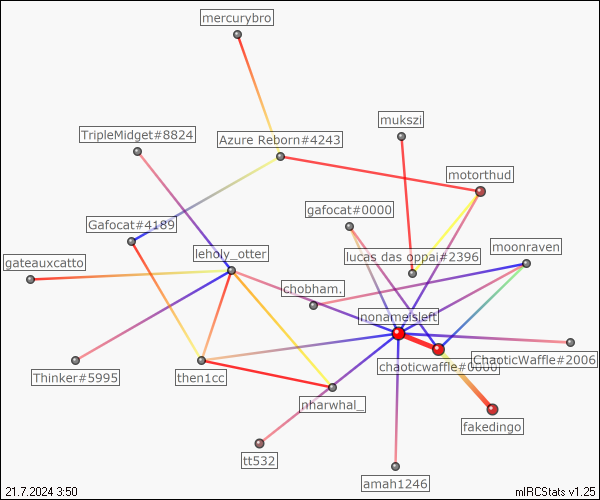 mercurybro
mukszi
TripleMidget#8824
Azure Reborn#4243
motorthud
gafocat#0000
Gafocat#4189
moonraven
leholy_otter
lucas das oppai#2396
gateauxcatto
chobham.
nonameisleft
ChaoticWaffle#2006
chaoticwaffle#0000
Thinker#5995
then1cc
nharwhal_
fakedingo
tt532
amah1246
21.7.2024 3:50
mIRCStats v1.25